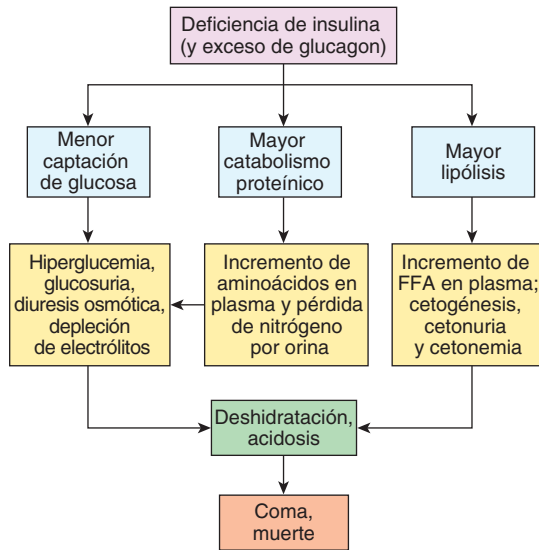 Deficiencia de insulina
(y exceso de glucagon)
Menor
captación
de glucosa
Mayor
catabolismo
proteínico
Mayor
lipólisis
Hiperglucemia,
glucosuria,
diuresis osmótica,
depleción
de electrólitos
Incremento de
aminoácidos en
plasma y pérdida
de nitrógeno
por orina
Incremento de
FFA en plasma;
cetogénesis,
cetonuria
y cetonemia
Deshidratación,
acidosis
Coma,
muerte